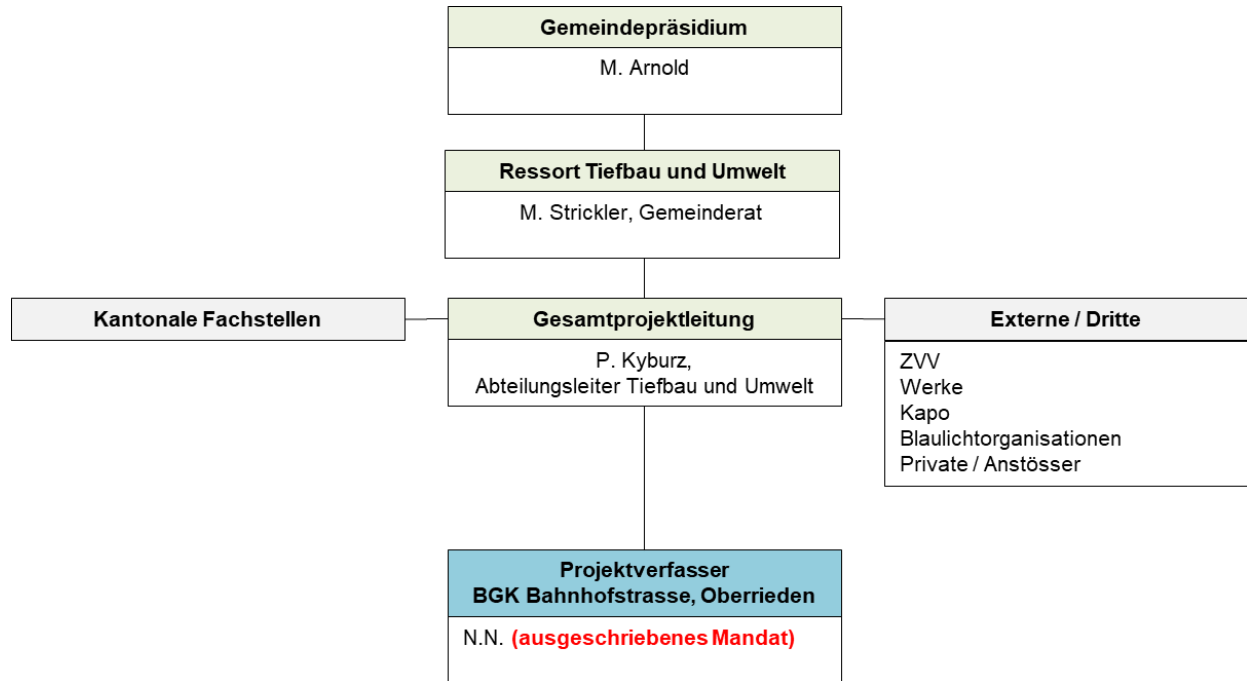 Gemeindepräsidium
M. Arnold
Ressort Tiefbau und Umwelt
M. Strickler, Gemeinderat
Kantonale Fachstellen
Gesamtprojektleitung
P. Kyburz,
Abteilungsleiter Tiefbau und Umwelt
Externe / Dritte
ZVV
Werke
Kapo
Blaulichtorganisationen
Private / Anstösser
Projektverfasser
BGK Bahnhofstrasse, Oberrieden
N.N. (ausgeschriebenes Mandat)